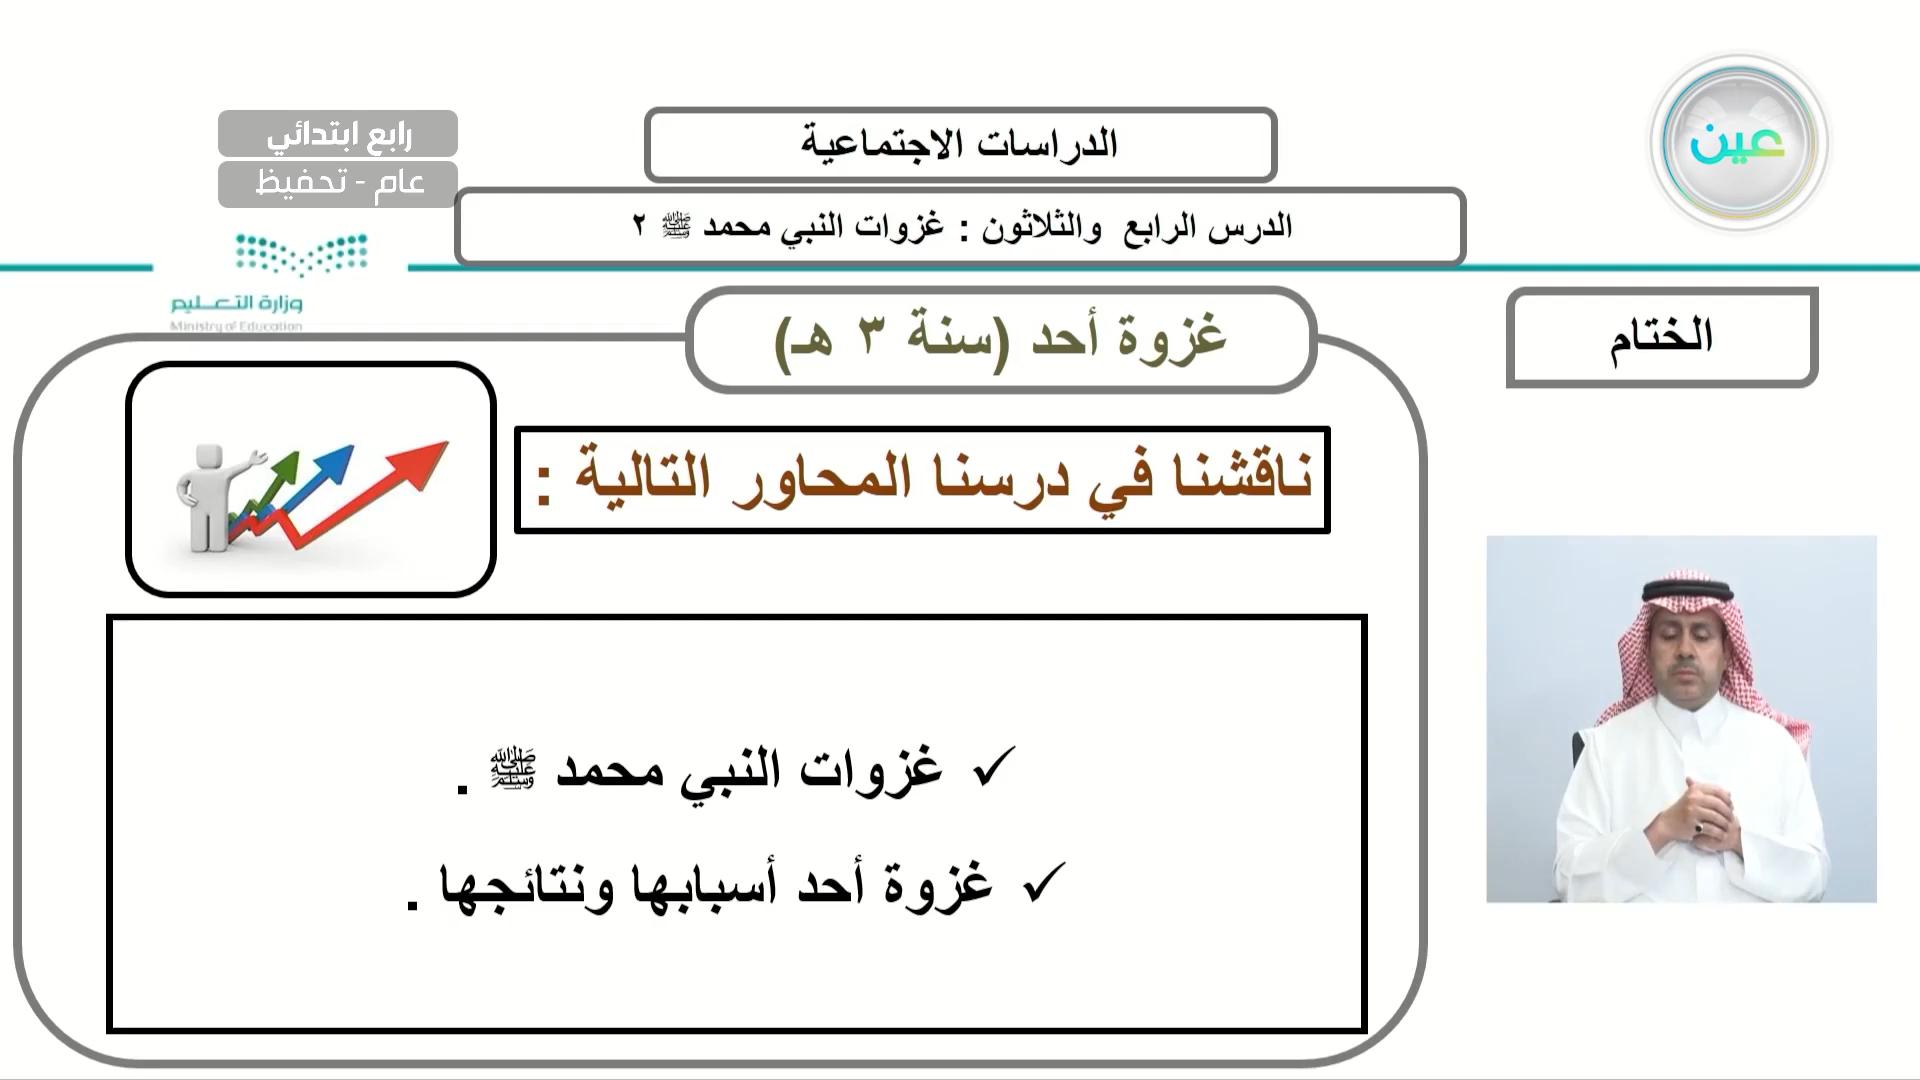 عين
الدراسات الاجتماعية
رابع ابتدائي
عام - تحفيظ
الدرس الرابع والثلاثون : غزوات النبي محمد ﷺ ٢
وزارة التعـــليم
Ministry of Education
الختام
غزوة أحد (سنة ٣ هـ)
ناقشنا في درسنا المحاور التالية :
✓ غزوات النبي محمد ﷺ .
✓ غزوة أحد أسبابها ونتائجها .